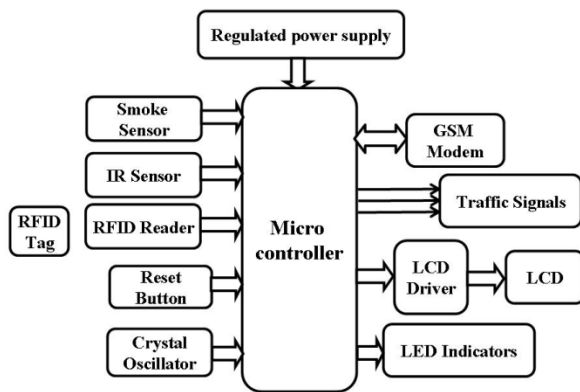 Regulated power supply
Smoke
Sensor
IR Sensor
RFID
Tag
RFID Reader
Reset
Button
Crystal
Oscillator
Micro
controller
GSM
Modem
Traffic Signals
LCD
Driver
LCD
LED Indicators